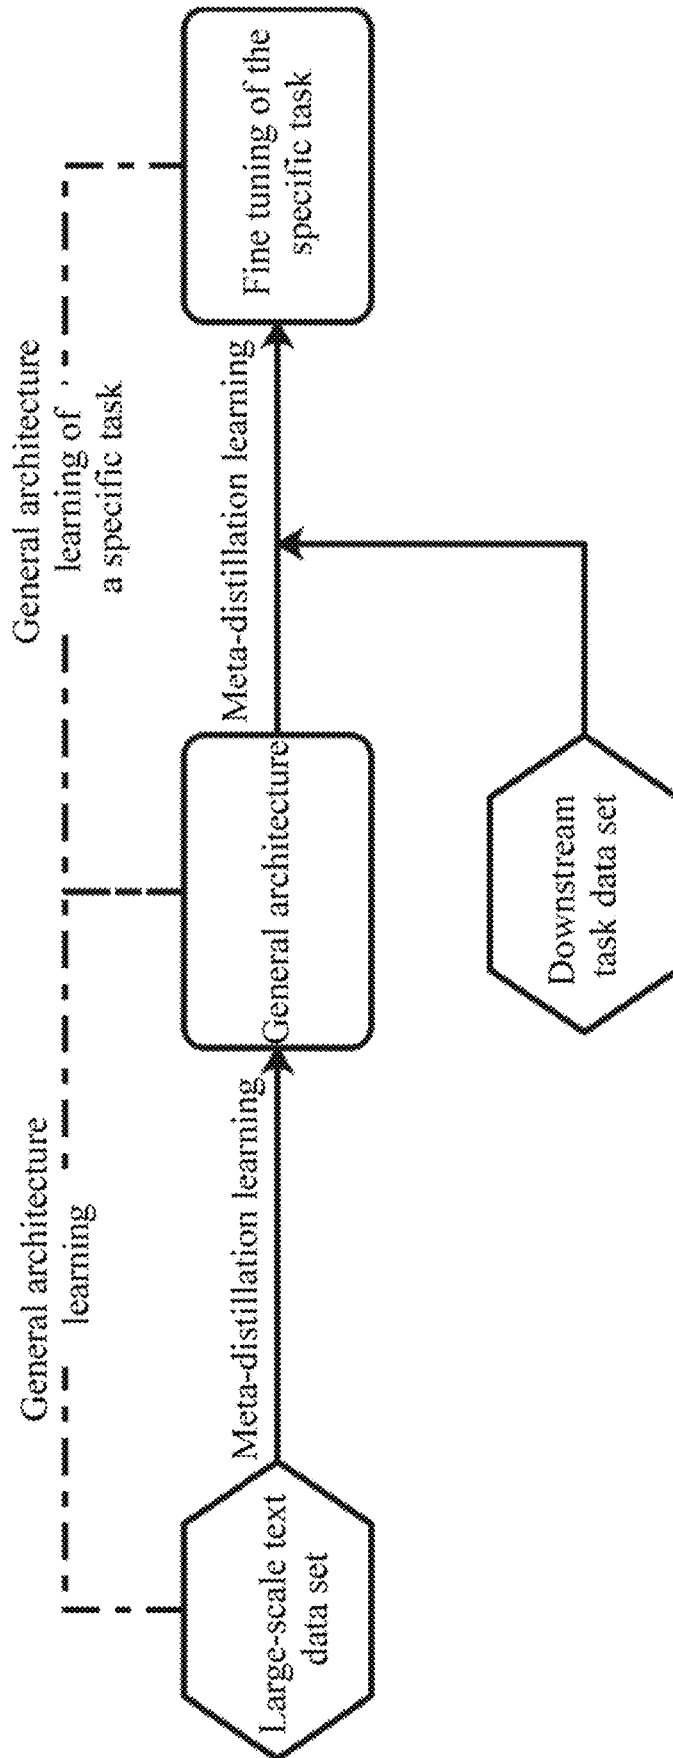 General architecture
learning
General architecture
learning of
a specific task
Large-scale text
data set
Meta-distillation learning
General architecture
Meta-distillation learning
Fine tuning of the
specific task
Downstream
task data set